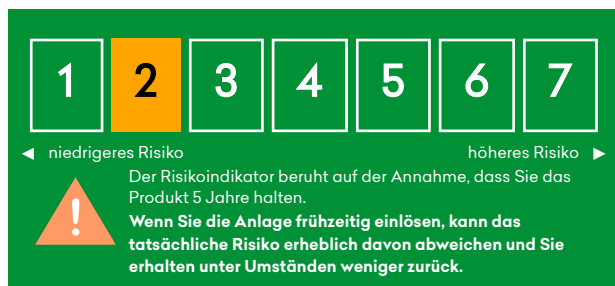 1 2 3 4 5 6 7
◄ niedrigeres Risiko höheres Risiko ►
Der Risikoindikator beruht auf der Annahme, dass Sie das
Produkt 5 Jahre halten.
!
Wenn Sie die Anlage frühzeitig einlösen, kann das
tatsächliche Risiko erheblich davon abweichen und Sie
erhalten unter Umständen weniger zurück.